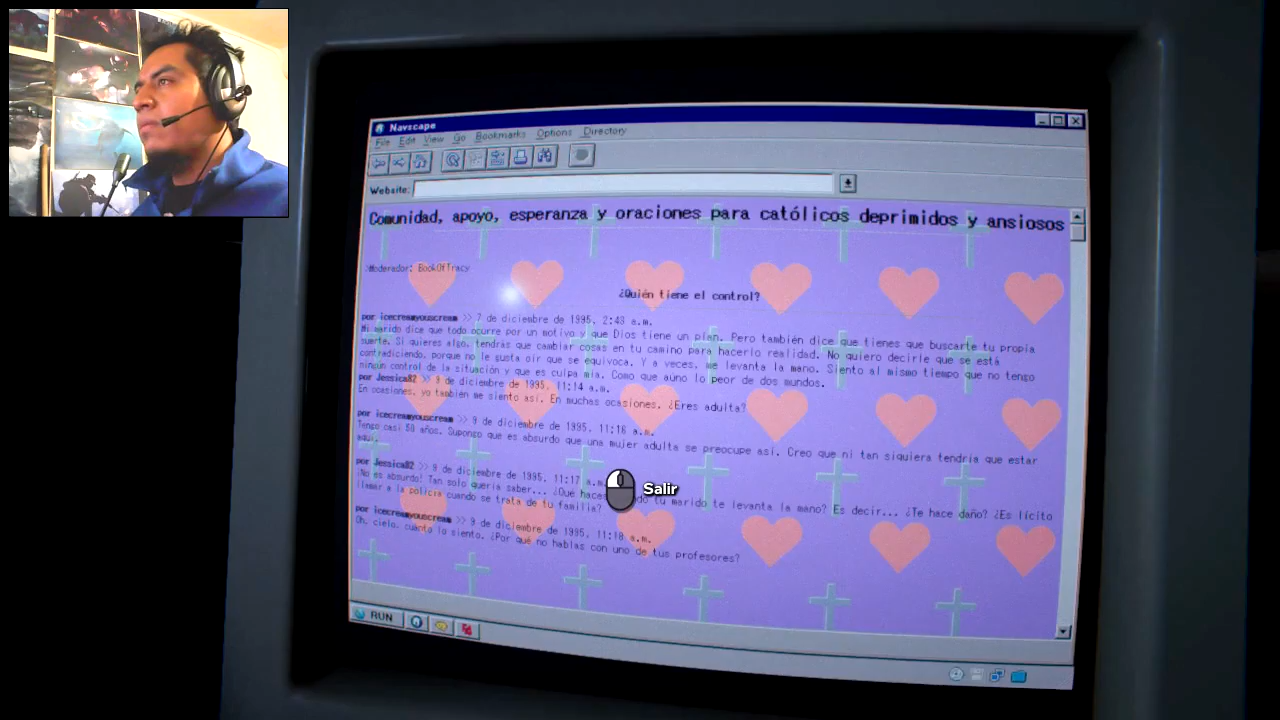 Navscape
File Edit View Go Bookmarks Options Directory
Website:
Comunidad, apoyo, esperanza y oraciones para católicos deprimidos y ansiosos
Moderador: BookOfTracy
¿Quién tiene el control?
por icecreamyouscream >> 7 de diciembre de 1995, 2:43 a.m.
Mi marido dice que todo ocurre por un motivo y que Dios tiene un plan. Pero también dice que tienes que buscarte tu propia
suerte. Si quieres algo, tendrás que cambiar cosas en tu camino para hacerlo realidad. No quiero decirle que se está
contradiciendo, porque no le gusta oír que se equivoca. Y a veces, me levanta la mano. Siento al mismo tiempo que no tengo
ningún control de la situación y que es culpa mía. Como que aúno lo peor de dos mundos.
por Jessica82 >> 9 de diciembre de 1995, 11:14 a.m.
En ocasiones, yo también me siento así. En muchas ocasiones. ¿Eres adulta?
por icecreamyouscream >> 9 de diciembre de 1995, 11:16 a.m.
Tengo casi 50 años. Supongo que es absurdo que una mujer adulta se preocupe así. Creo que ni tan siquiera tendría que estar
aquí.
por Jessica82 >> 9 de diciembre de 1995, 11:17 a.m.
¡No es absurdo! Tan solo quería saber... ¿Qué haces tu marido te levanta la mano? Es decir... ¿Te hace daño? ¿Es lícito
llamar a la policía cuando se trata de tu familia?
por icecreamyouscream >> 9 de diciembre de 1995, 11:18 a.m.
Oh, cielo, cuánto lo siento. ¿Por qué no hablas con uno de tus profesores?
Salir
RUN